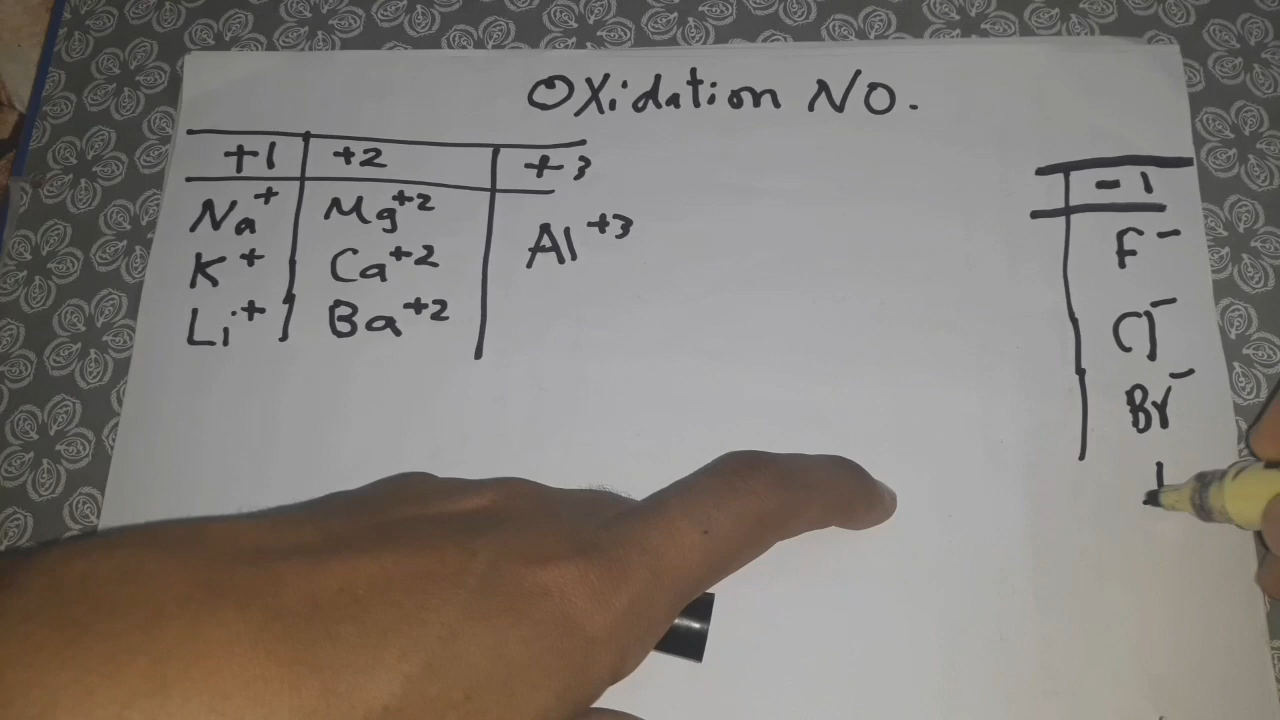 Oxidation NO.
+1 +2 +3
Na+ Mg+2 Al+3
K+ Ca+2
Li+ Ba+2
-1
F-
Cl-
Br-